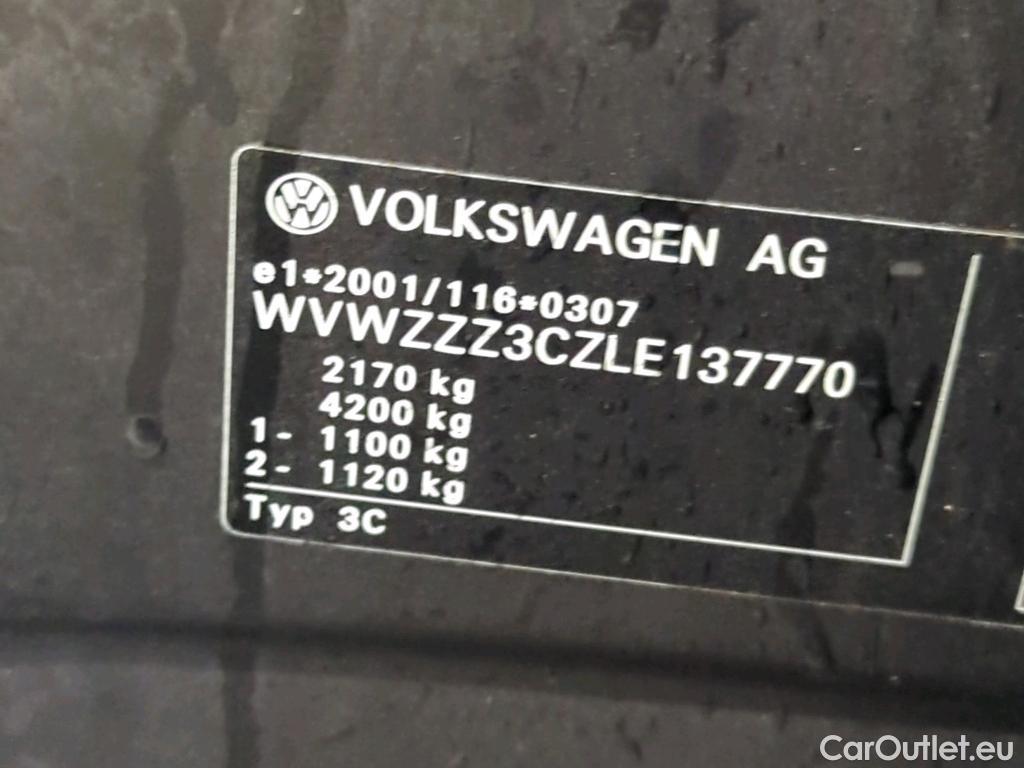 VOLKSWAGEN AG
e1*2001/116*0307
WVWZZZ3CZLE137770
2170 kg
4200 kg
1- 1100 kg
2- 1120 kg
Typ 3C
CarOutlet.eu